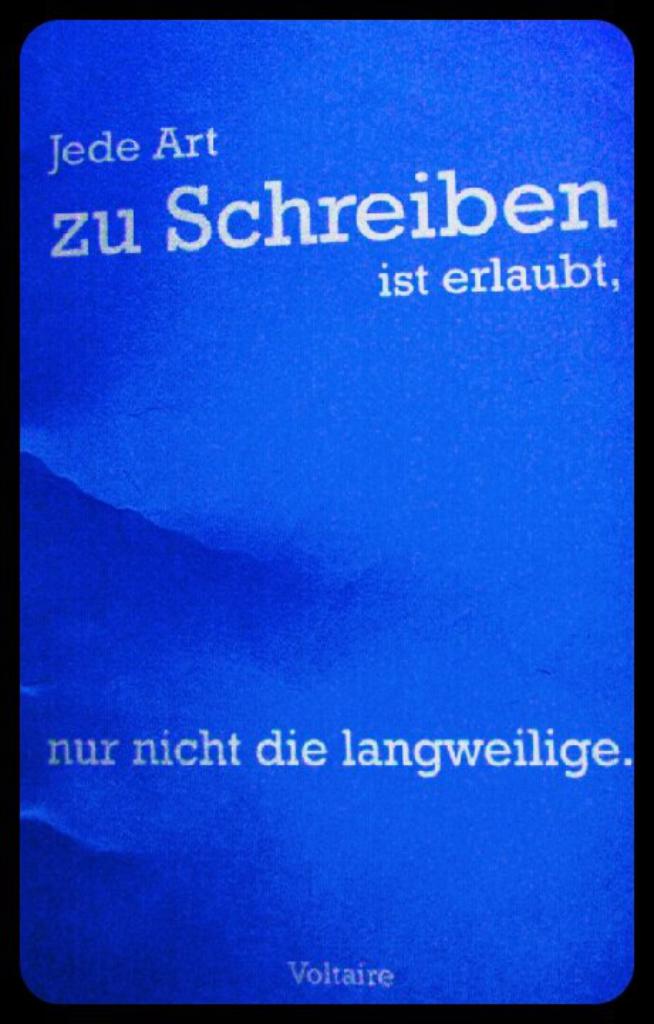 Jede Art
zu Schreiben
ist erlaubt,
nur nicht die langweilige.
Voltaire